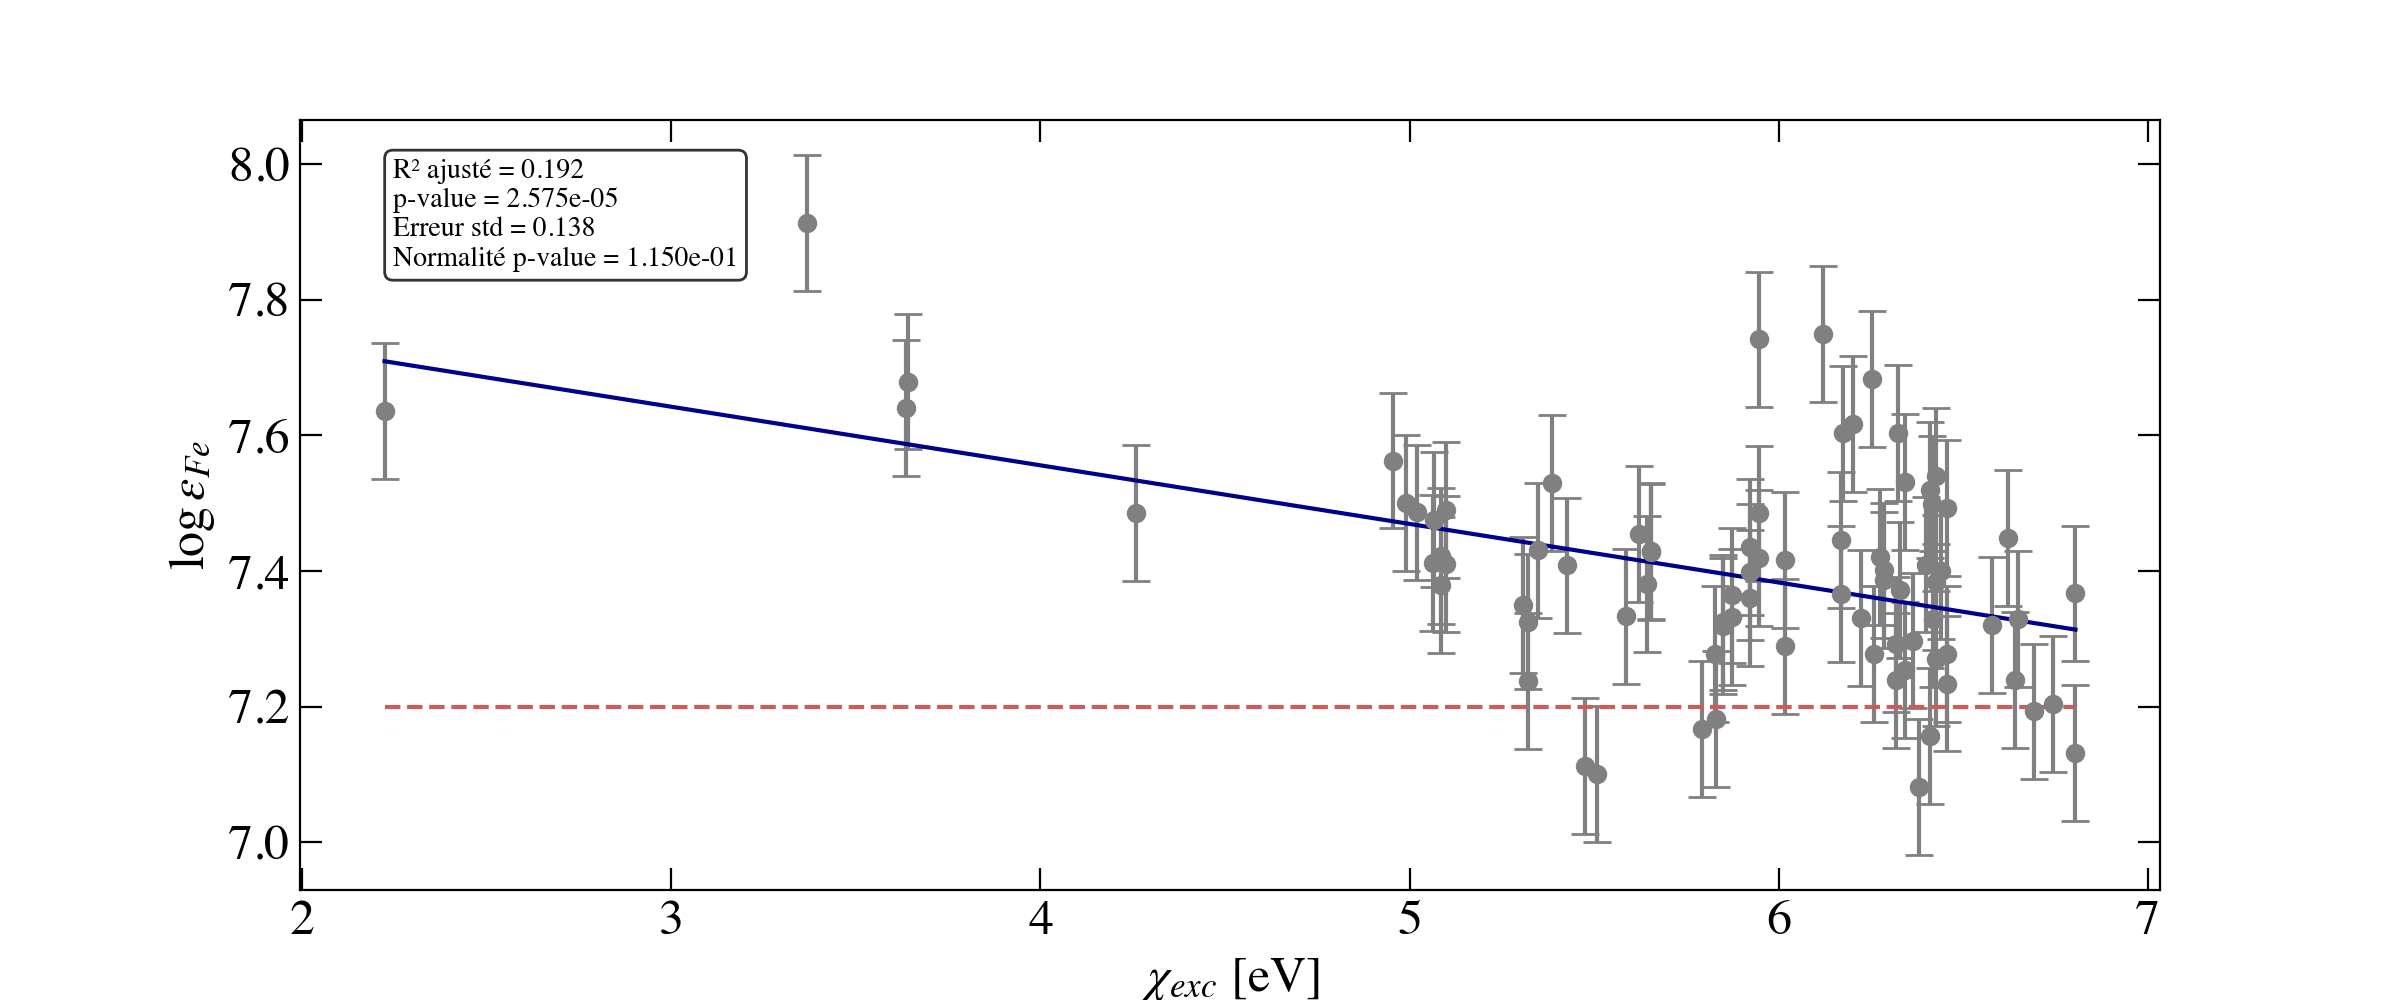 R² ajusté = 0.192
p-value = 2.575e-05
Erreur std = 0.138
Normalité p-value = 1.150e-01
8.0
7.8
7.6
7.4
7.2
7.0
log ε_Fe
2 3 4 5 6 7
χ_exc [eV]